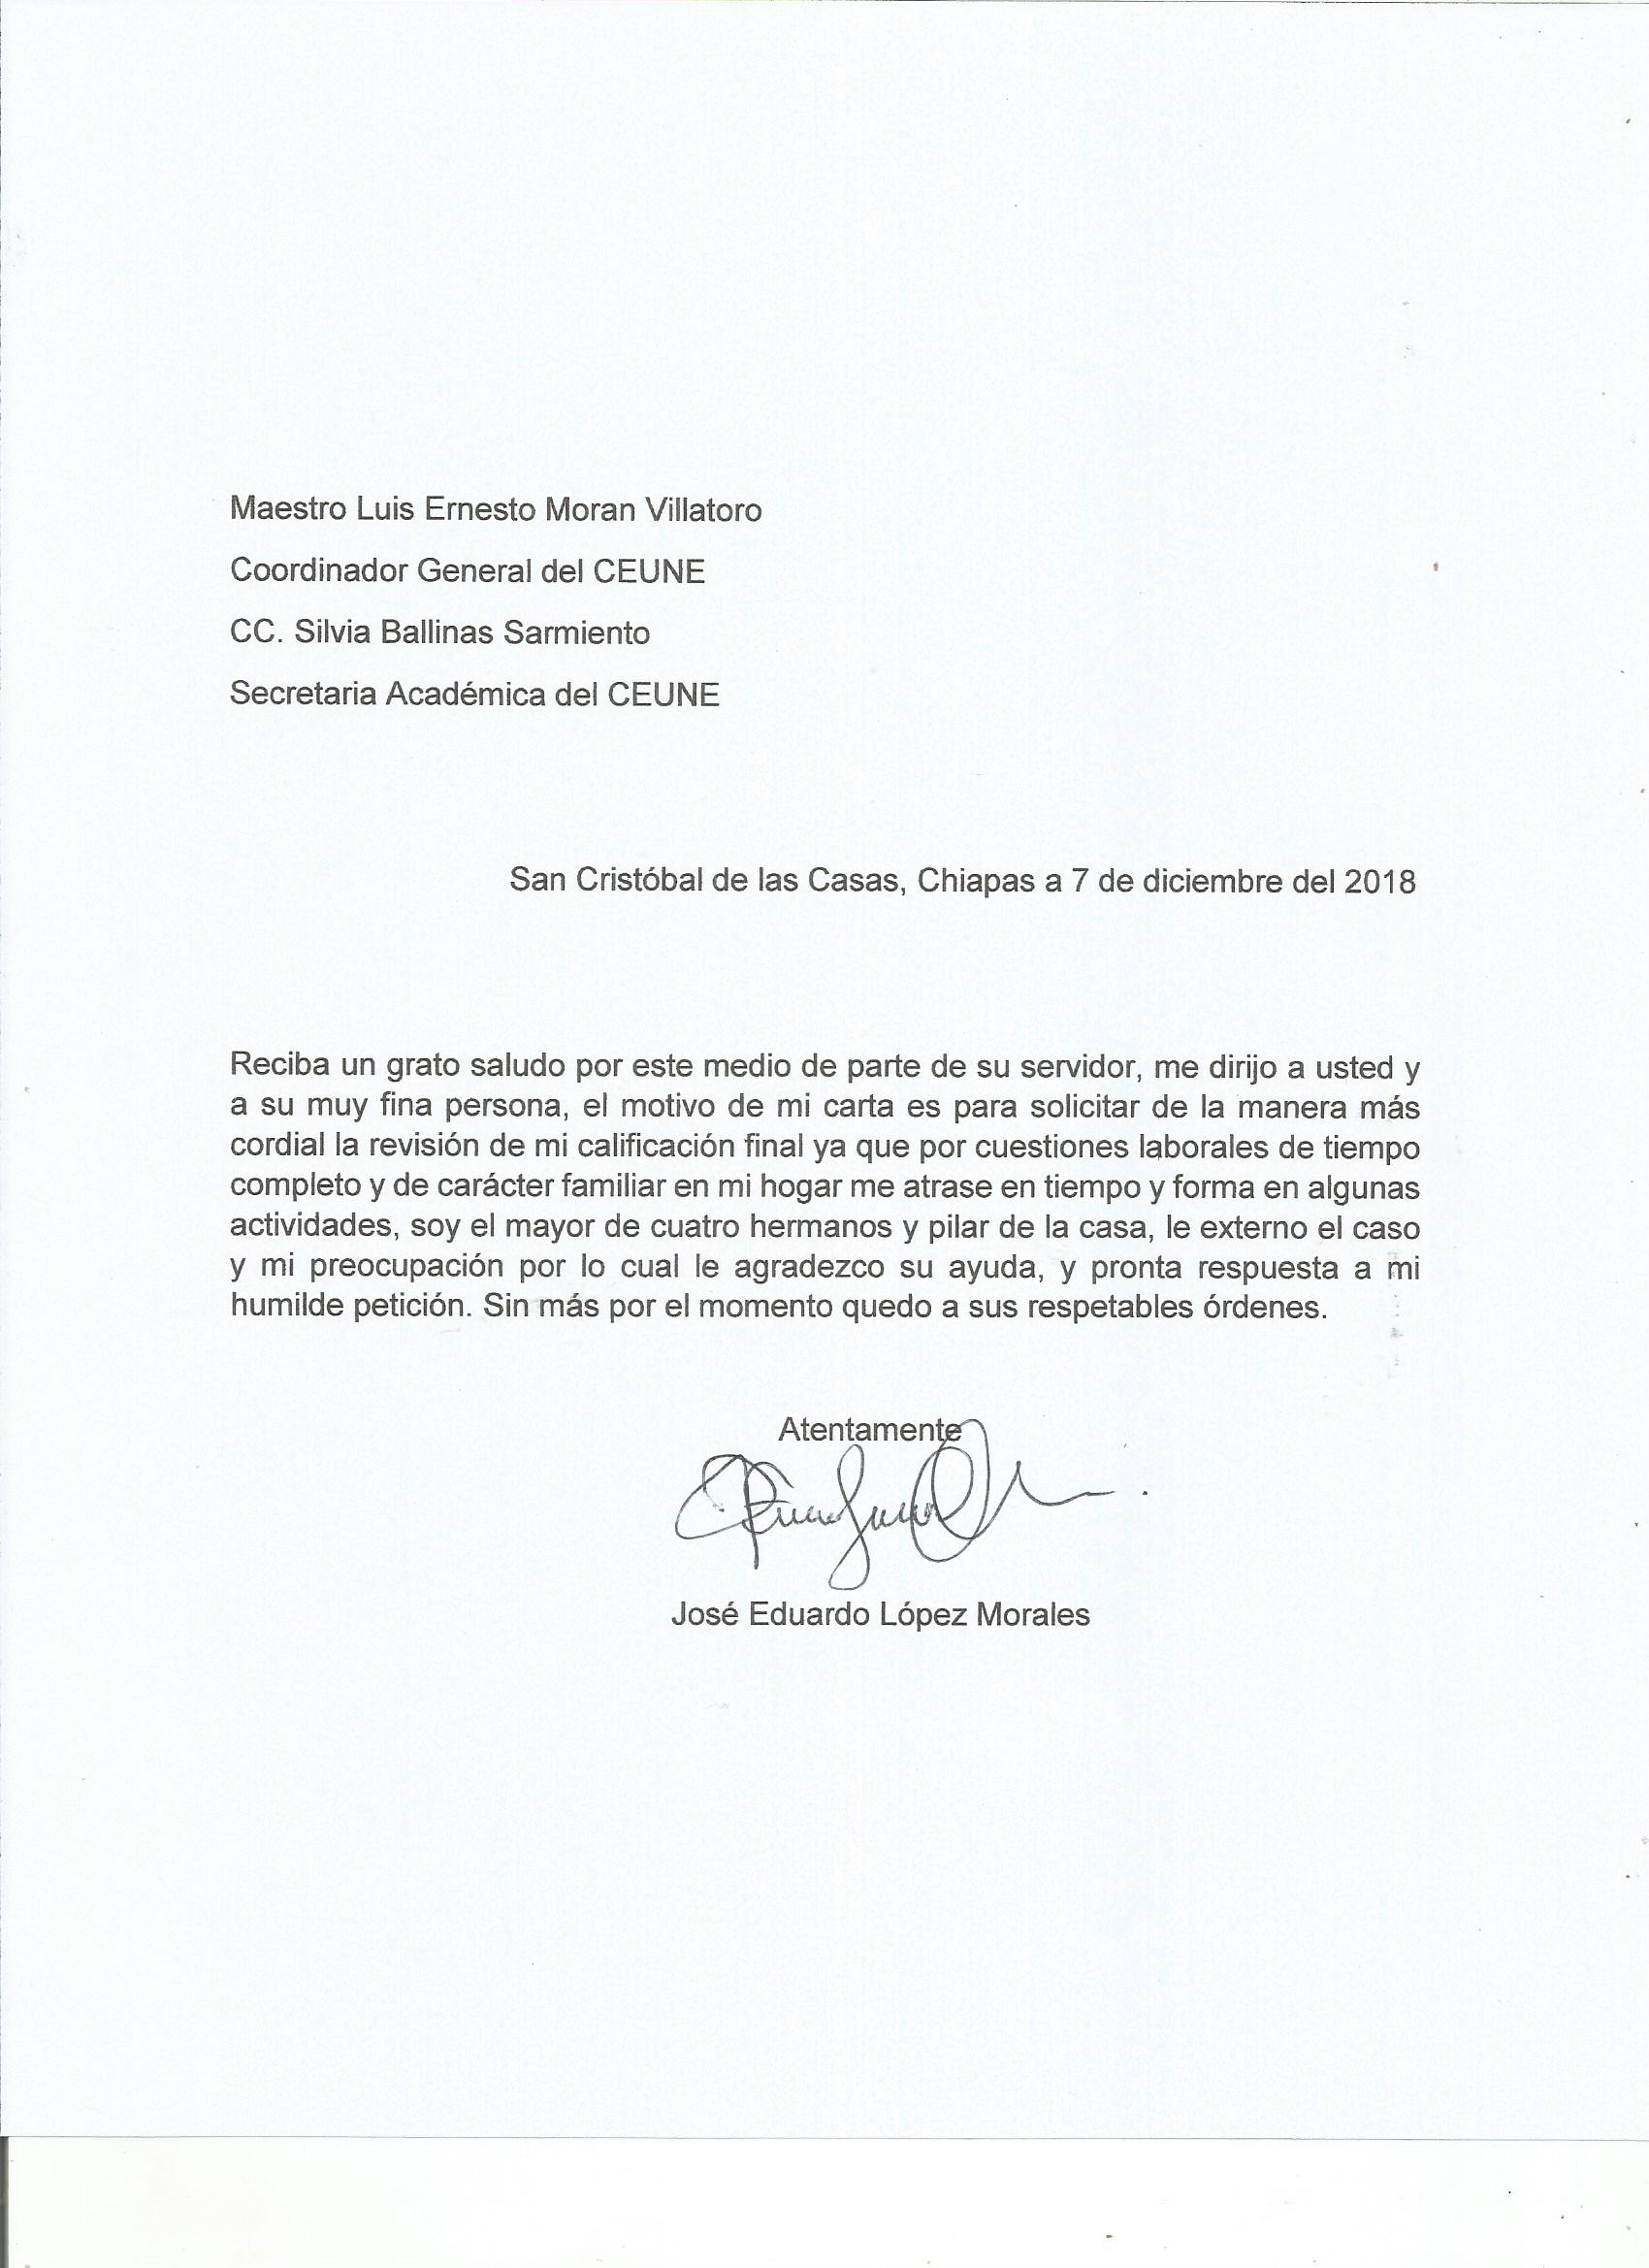 Maestro Luis Ernesto Moran Villatoro
Coordinador General del CEUNE
CC. Silvia Ballinas Sarmiento
Secretaria Académica del CEUNE
San Cristóbal de las Casas, Chiapas a 7 de diciembre del 2018
Reciba un grato saludo por este medio de parte de su servidor, me dirijo a usted y
a su muy fina persona, el motivo de mi carta es para solicitar de la manera más
cordial la revisión de mi calificación final ya que por cuestiones laborales de tiempo
completo y de carácter familiar en mi hogar me atrase en tiempo y forma en algunas
actividades, soy el mayor de cuatro hermanos y pilar de la casa, le externo el caso
y mi preocupación por lo cual le agradezco su ayuda, y pronta respuesta a mi
humilde petición. Sin más por el momento quedo a sus respetables órdenes.
Atentamente
José Eduardo López Morales